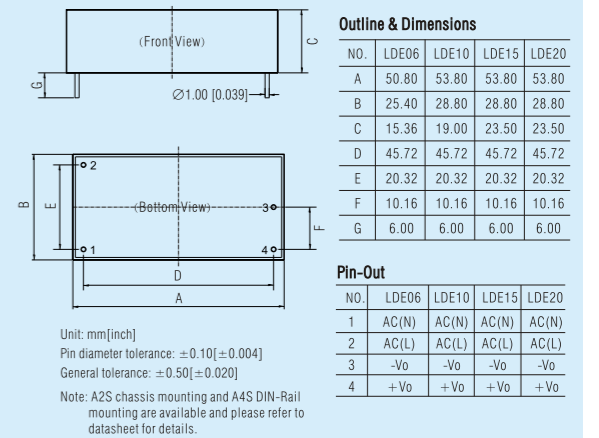 (Front View)
C
G
∅1.00 [0.039]
2
B
E
(Bottom View)
3
F
1
4
D
A
Unit: mm[inch]
Pin diameter tolerance: ±0.10[±0.004]
General tolerance: ±0.50[±0.020]
Note: A2S chassis mounting and A4S DIN-Rail
mounting are available and please refer to
datasheet for details.
Outline & Dimensions
NO. LDE06 LDE10 LDE15 LDE20
A 50.80 53.80 53.80 53.80
B 25.40 28.80 28.80 28.80
C 15.36 19.00 23.50 23.50
D 45.72 45.72 45.72 45.72
E 20.32 20.32 20.32 20.32
F 10.16 10.16 10.16 10.16
G 6.00 6.00 6.00 6.00
Pin-Out
NO. LDE06 LDE10 LDE15 LDE20
1 AC(N) AC(N) AC(N) AC(N)
2 AC(L) AC(L) AC(L) AC(L)
3 -Vo -Vo -Vo -Vo
4 +Vo +Vo +Vo +Vo